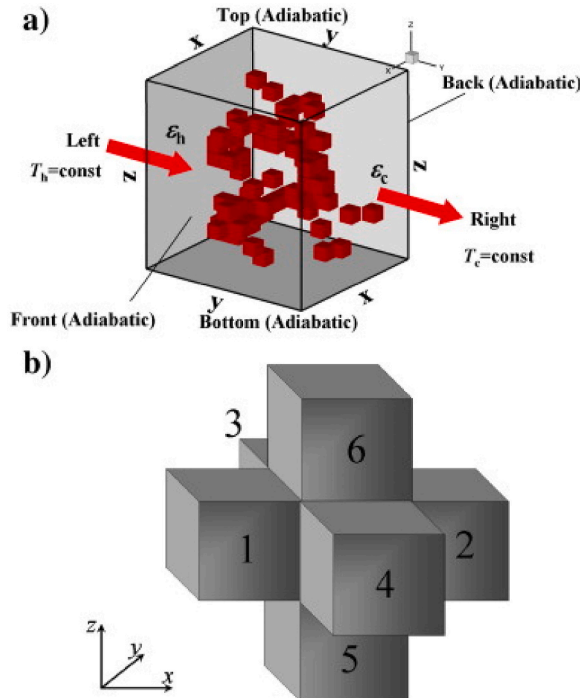 a)
Top (Adiabatic)
x
y
z
x
y
Back (Adiabatic)
Left
εh
Th=const
z
εc
z
Right
Tc=const
Front (Adiabatic)
y
Bottom (Adiabatic)
x
b)
3
6
1
2
4
5
z
y
x